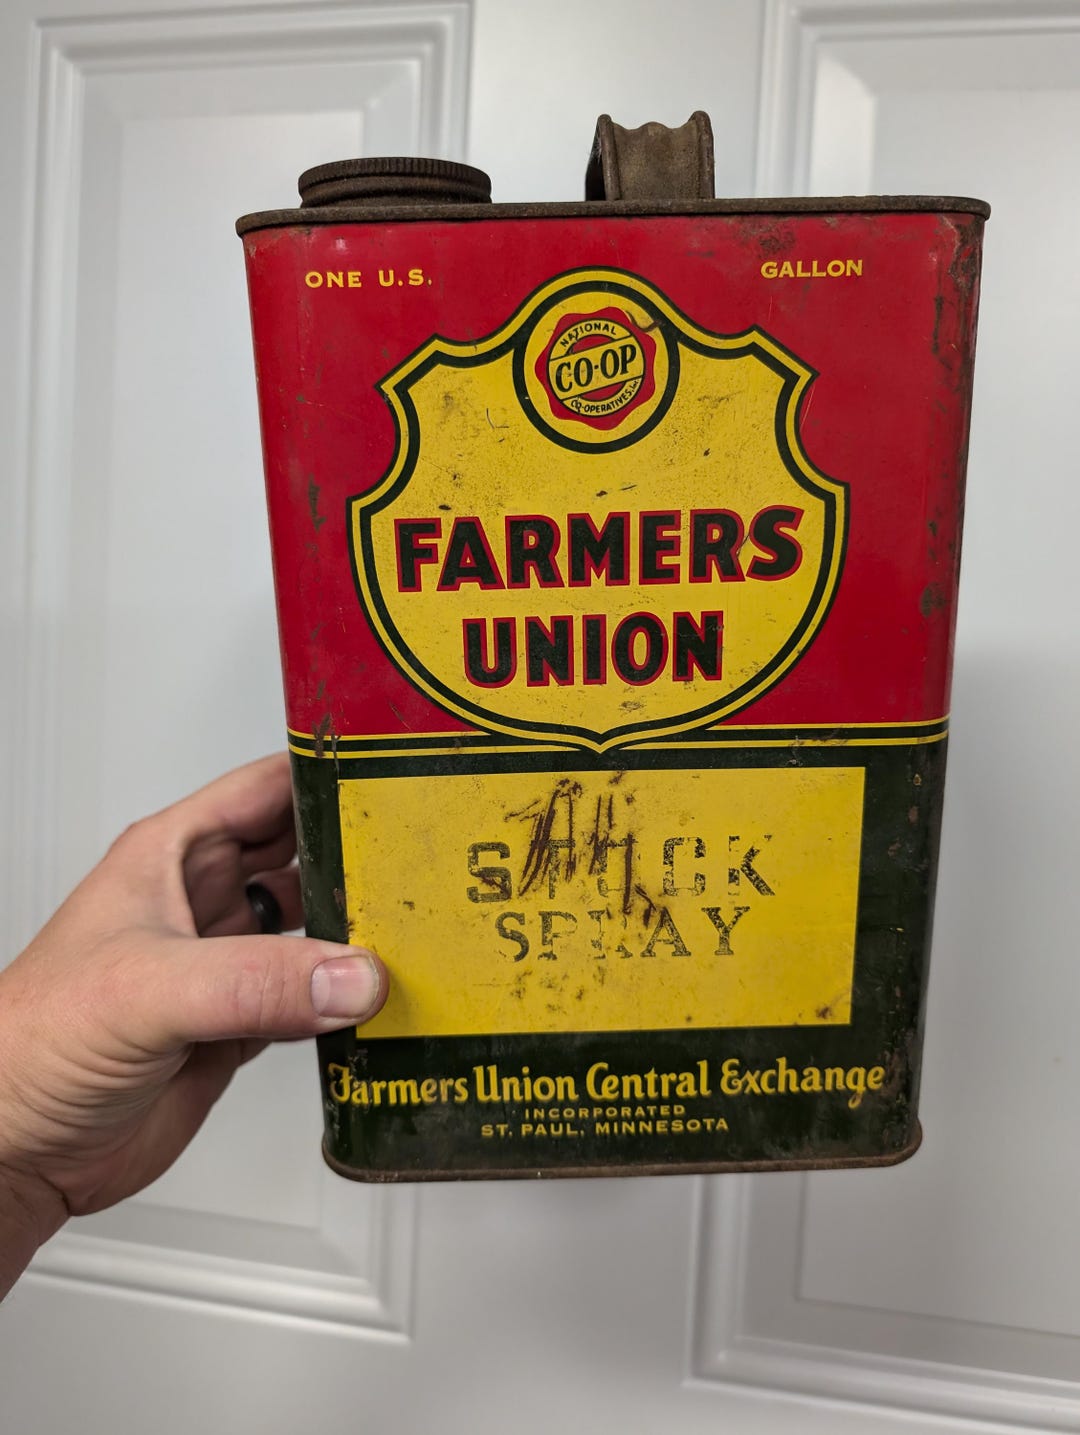 ONE U.S. GALLON
NATIONAL
CO-OP
CO-OPERATIVES, Inc.
FARMERS
UNION
STOCK
SPRAY
Farmers Union Central Exchange
INCORPORATED
ST. PAUL, MINNESOTA